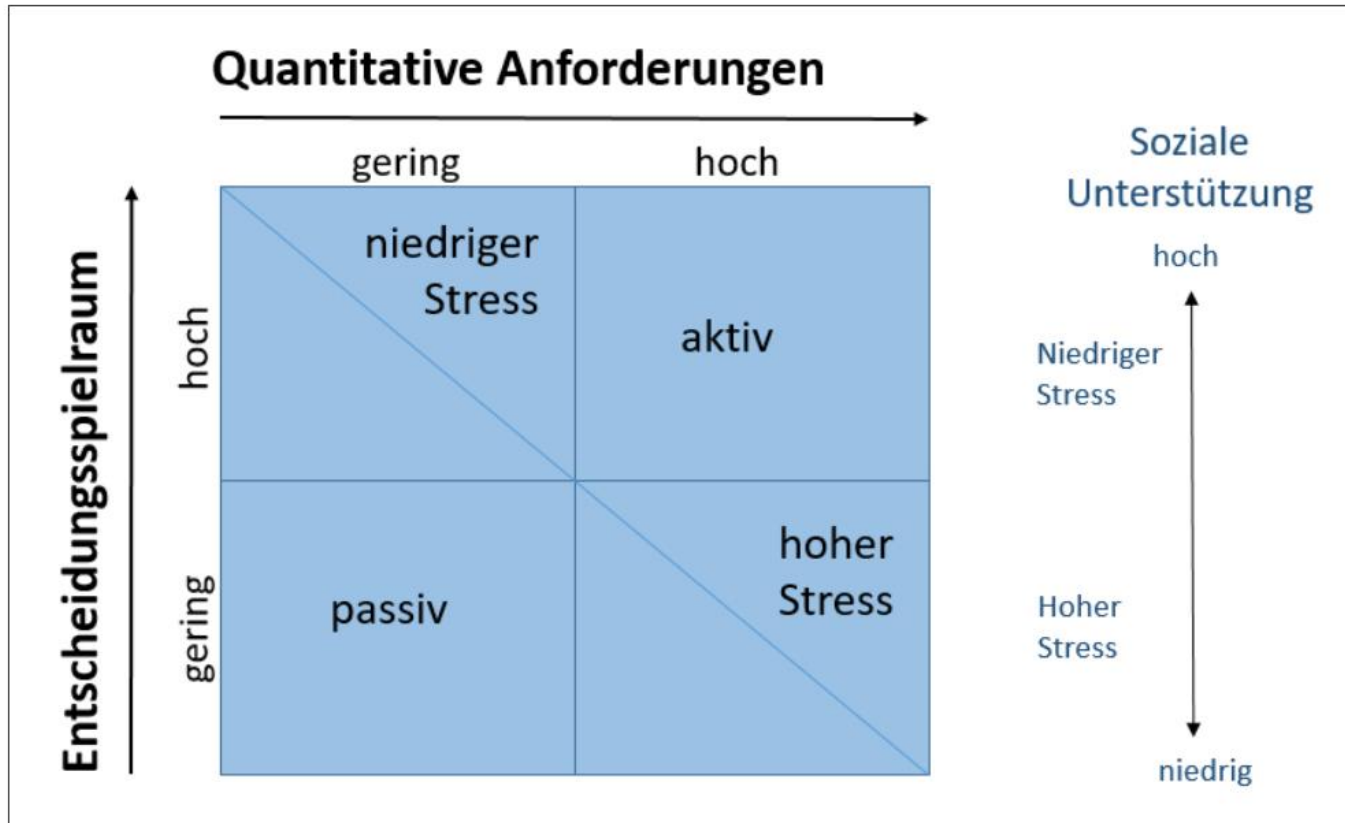 Quantitative Anforderungen
gering
hoch
Entscheidungsspielraum
hoch
gering
niedriger
Stress
aktiv
passiv
hoher
Stress
Soziale
Unterstützung
hoch
Niedriger
Stress
Hoher
Stress
niedrig